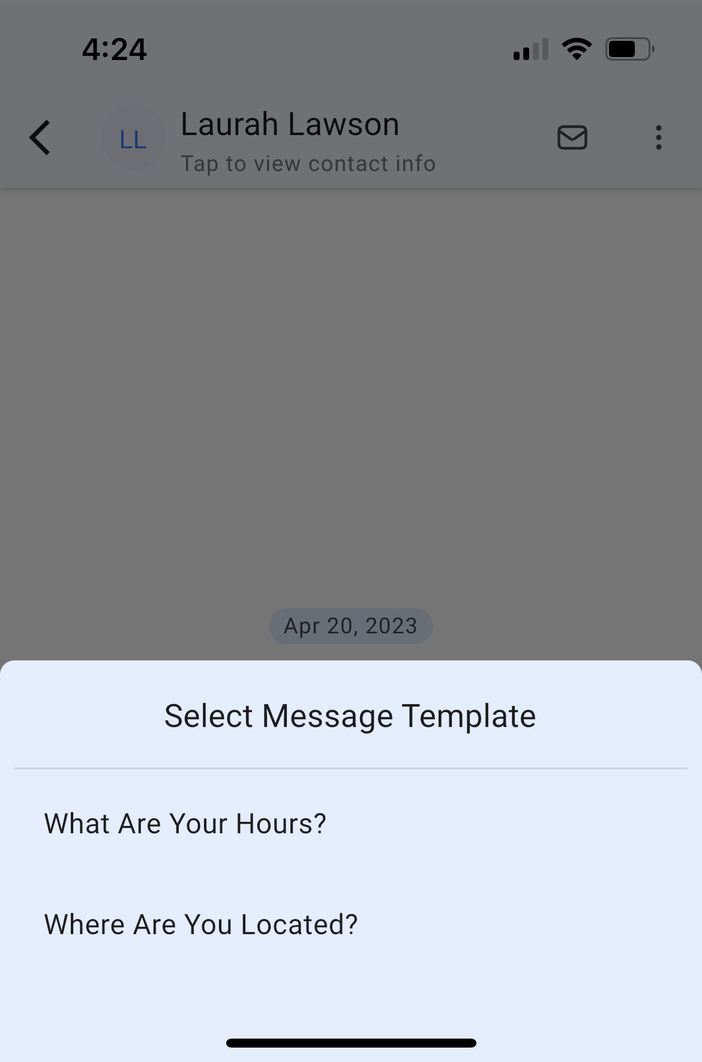 4:24
LL
Laurah Lawson
Tap to view contact info
Apr 20, 2023
Select Message Template
What Are Your Hours?
Where Are You Located?